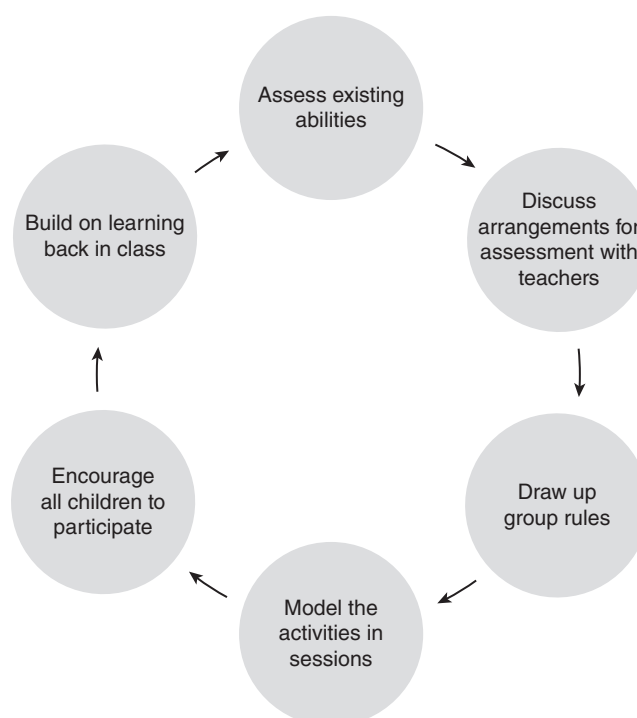 Assess existing
abilities
Discuss
arrangements for
assessment with
teachers
Draw up
group rules
Model the
activities in
sessions
Encourage
all children to
participate
Build on learning
back in class